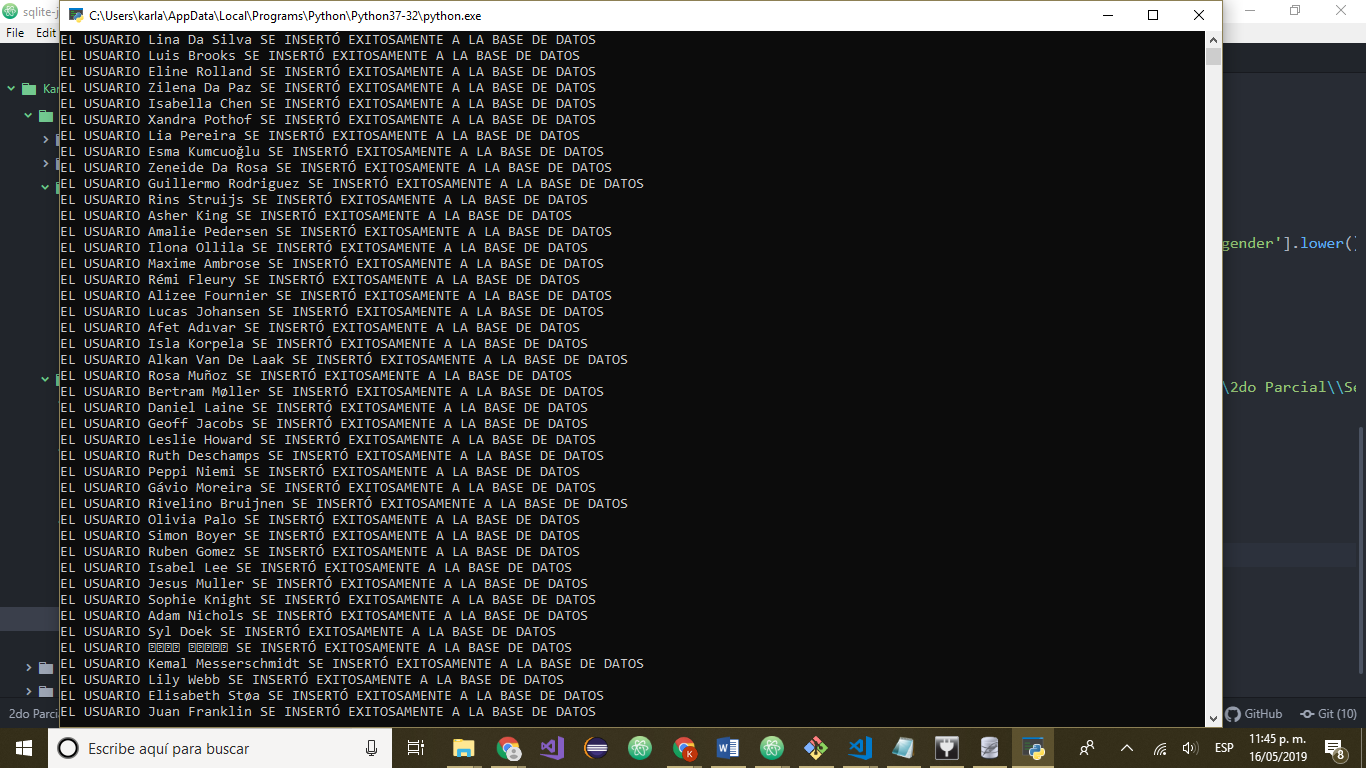 sqlite-j
C:\Users\karla\AppData\Local\Programs\Python\Python37-32\python.exe
File Edit
EL USUARIO Lina Da Silva SE INSERTÓ EXITOSAMENTE A LA BASE DE DATOS
EL USUARIO Luis Brooks SE INSERTÓ EXITOSAMENTE A LA BASE DE DATOS
EL USUARIO Eline Rolland SE INSERTÓ EXITOSAMENTE A LA BASE DE DATOS
EL USUARIO Zilena Da Paz SE INSERTÓ EXITOSAMENTE A LA BASE DE DATOS
Kar
EL USUARIO Isabella Chen SE INSERTÓ EXITOSAMENTE A LA BASE DE DATOS
EL USUARIO Xandra Pothof SE INSERTÓ EXITOSAMENTE A LA BASE DE DATOS
EL USUARIO Lia Pereira SE INSERTÓ EXITOSAMENTE A LA BASE DE DATOS
EL USUARIO Esma Kumcuoğlu SE INSERTÓ EXITOSAMENTE A LA BASE DE DATOS
EL USUARIO Zeneide Da Rosa SE INSERTÓ EXITOSAMENTE A LA BASE DE DATOS
EL USUARIO Guillermo Rodriguez SE INSERTÓ EXITOSAMENTE A LA BASE DE DATOS
EL USUARIO Rins Struijs SE INSERTÓ EXITOSAMENTE A LA BASE DE DATOS
EL USUARIO Asher King SE INSERTÓ EXITOSAMENTE A LA BASE DE DATOS
EL USUARIO Amalie Pedersen SE INSERTÓ EXITOSAMENTE A LA BASE DE DATOS
EL USUARIO Ilona Ollila SE INSERTÓ EXITOSAMENTE A LA BASE DE DATOS
gender'].lower()
EL USUARIO Maxime Ambrose SE INSERTÓ EXITOSAMENTE A LA BASE DE DATOS
EL USUARIO Rémi Fleury SE INSERTÓ EXITOSAMENTE A LA BASE DE DATOS
EL USUARIO Alizee Fournier SE INSERTÓ EXITOSAMENTE A LA BASE DE DATOS
EL USUARIO Lucas Johansen SE INSERTÓ EXITOSAMENTE A LA BASE DE DATOS
EL USUARIO Afet Adıvar SE INSERTÓ EXITOSAMENTE A LA BASE DE DATOS
EL USUARIO Isla Korpela SE INSERTÓ EXITOSAMENTE A LA BASE DE DATOS
EL USUARIO Alkan Van De Laak SE INSERTÓ EXITOSAMENTE A LA BASE DE DATOS
EL USUARIO Rosa Muñoz SE INSERTÓ EXITOSAMENTE A LA BASE DE DATOS
EL USUARIO Bertram Møller SE INSERTÓ EXITOSAMENTE A LA BASE DE DATOS
\2do Parcial\\Se
EL USUARIO Daniel Laine SE INSERTÓ EXITOSAMENTE A LA BASE DE DATOS
EL USUARIO Geoff Jacobs SE INSERTÓ EXITOSAMENTE A LA BASE DE DATOS
EL USUARIO Leslie Howard SE INSERTÓ EXITOSAMENTE A LA BASE DE DATOS
EL USUARIO Ruth Deschamps SE INSERTÓ EXITOSAMENTE A LA BASE DE DATOS
EL USUARIO Peppi Niemi SE INSERTÓ EXITOSAMENTE A LA BASE DE DATOS
EL USUARIO Gávio Moreira SE INSERTÓ EXITOSAMENTE A LA BASE DE DATOS
EL USUARIO Rivelino Bruijnen SE INSERTÓ EXITOSAMENTE A LA BASE DE DATOS
EL USUARIO Olivia Palo SE INSERTÓ EXITOSAMENTE A LA BASE DE DATOS
EL USUARIO Simon Boyer SE INSERTÓ EXITOSAMENTE A LA BASE DE DATOS
EL USUARIO Ruben Gomez SE INSERTÓ EXITOSAMENTE A LA BASE DE DATOS
EL USUARIO Isabel Lee SE INSERTÓ EXITOSAMENTE A LA BASE DE DATOS
EL USUARIO Jesus Muller SE INSERTÓ EXITOSAMENTE A LA BASE DE DATOS
EL USUARIO Sophie Knight SE INSERTÓ EXITOSAMENTE A LA BASE DE DATOS
EL USUARIO Adam Nichols SE INSERTÓ EXITOSAMENTE A LA BASE DE DATOS
EL USUARIO Syl Doek SE INSERTÓ EXITOSAMENTE A LA BASE DE DATOS
EL USUARIO SE INSERTÓ EXITOSAMENTE A LA BASE DE DATOS
EL USUARIO Kemal Messerschmidt SE INSERTÓ EXITOSAMENTE A LA BASE DE DATOS
EL USUARIO Lily Webb SE INSERTÓ EXITOSAMENTE A LA BASE DE DATOS
EL USUARIO Elisabeth Støa SE INSERTÓ EXITOSAMENTE A LA BASE DE DATOS
EL USUARIO Juan Franklin SE INSERTÓ EXITOSAMENTE A LA BASE DE DATOS
2do Parci
GitHub Git (10)
Escribe aquí para buscar
ESP
11:45 p. m.
16/05/2019
8